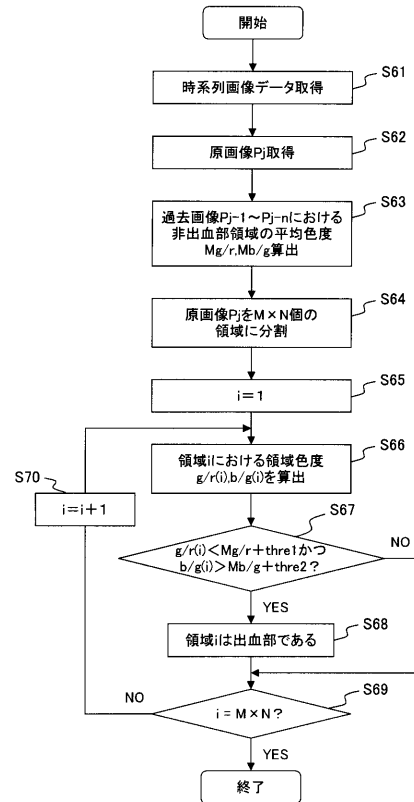 開始
S61
時系列画像データ取得
S62
原画像Pj取得
S63
過去画像Pj-1～Pj-nにおける
非出血部領域の平均色度
Mg/r,Mb/g算出
S64
原画像PjをM×N個の
領域に分割
S65
i=1
S66
領域iにおける領域色度
g/r(i),b/g(i)を算出
S70
i=i+1
S67
g/r(i)<Mg/r+thre1かつ
b/g(i)>Mb/g+thre2?
NO
YES
S68
領域iは出血部である
NO
S69
i=M×N?
YES
終了